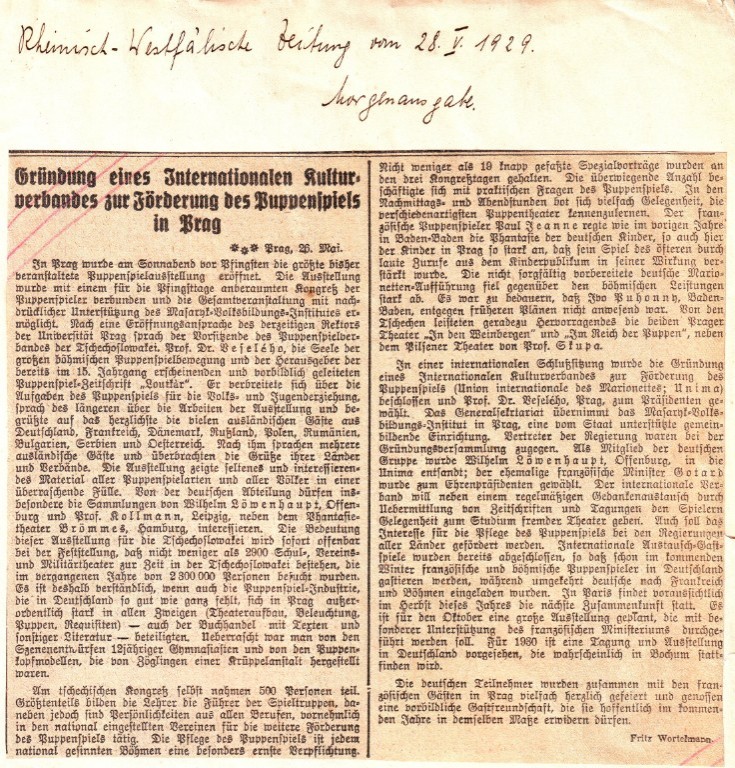 Rheinisch-Westfälische Zeitung vom 28. V. 1929.
Morgenausgabe.
Gründung eines Internationalen Kultur-
verbandes zur Förderung des Puppenspiels
in Prag
*** Prag, 26. Mai.
In Prag wurde am Sonnabend vor Pfingsten die größte bisher
veranstaltete Puppenspielausstellung eröffnet. Die Ausstellung
wurde mit einem für die Pfingsttage anberaumten Kongreß der
Puppenspieler verbunden und die Gesamtveranstaltung mit nach-
drücklicher Unterstützung des Masaryk-Volksbildungs-Institutes er-
möglicht. Nach eine Eröffnungsansprache des derzeitigen Rektors
der Universität Prag sprach der Vorsitzende des Puppenspielver-
bandes der Tschechoslowakei, Prof. Dr. Veselého, die Seele der
großen böhmischen Puppenspielbewegung und der Herausgeber der
bereits im 15. Jahrgang erscheinenden und vorbildlich geleiteten
Puppenspiel-Zeitschrift „Loutkár“. Er verbreitete sich über die
Aufgaben des Puppenspiels für die Volks- und Jugenderziehung,
sprach des längeren über die Arbeiten der Ausstellung und be-
grüßte auf das herzlichste die vielen ausländischen Gäste aus
Deutschland, Frankreich, Dänemark, Rußland, Polen, Rumänien,
Bulgarien, Serbien und Oesterreich. Nach ihm sprachen mehrere
ausländische Gäste und überbrachten die Grüße ihrer Länder
und Verbände. Die Ausstellung zeigte seltenes und interessieren-
des Material aller Puppenspielarten und aller Völker in einer
überraschende Fülle. Von der deutschen Abteilung dürfen ins-
besondere die Sammlungen von Wilhelm Löwenhaupt, Offen-
burg und Prof. Kollmann, Leipzig, neben dem Phantasie-
theater Brömmes, Hamburg, interessieren. Die Bedeutung
dieser Ausstellung für die Tschechoslowakei wird sofort offenbar
bei der Feststellung, daß nicht weniger als 2900 Schul-, Vereins-
und Militärtheater zur Zeit in der Tschechoslowakei bestehen, die
im vergangenen Jahre von 2 300 000 Personen besucht wurden.
Es ist deshalb verständlich, wenn auch die Puppenspiel-Industrie,
die in Deutschland so gut wie ganz fehlt, sich in Prag außer-
ordentlich stark in allen Zweigen (Theateraufbau, Beleuchtung,
Puppen, Requisiten) — auch der Buchhandel mit Texten und
sonstiger Literatur — beteiligten. Ueberrascht war man von den
Szenenentwürfen 12jähriger Gymnasiasten und von den Puppen-
kopfmodellen, die von Zöglingen einer Krüppelanstalt hergestellt
waren.
Am tschechischen Kongreß selbst nahmen 500 Personen teil.
Größtenteils bilden die Lehrer die Führer der Spieltruppen, da-
neben jedoch sind Persönlichkeiten aus allen Berufen, vornehmlich
in den national eingestellten Vereinen für die weitere Förderung
des Puppenspiels tätig. Die Pflege des Puppenspiels ist jedem
national gesinnten Böhmen eine besonders ernste Verpflichtung.
Nicht weniger als 19 knapp gefaßte Spezialvorträge wurden an
den drei Kongreßtagen gehalten. Die überwiegende Anzahl be-
schäftigte sich mit praktischen Fragen des Puppenspiels. In den
Nachmittags- und Abendstunden bot sich vielfach Gelegenheit, die
verschiedenartigsten Puppentheater kennenzulernen. Der fran-
zösische Puppenspieler Paul Jeanne regte wie im vorigen Jahre
in Baden-Baden die Phantasie der deutschen Kinder, so auch hier
der Kinder in Prag so stark an, daß sein Spiel des öfteren durch
laute Zurufe aus dem Kinderpublikum in seiner Wirkung ver-
stärkt wurde. Die nicht sorgfältig vorbereitete deutsche Mario-
netten-Aufführung fiel gegenüber den böhmischen Leistungen
stark ab. Es war zu bedauern, daß Ivo Puhonny, Baden-
Baden, entgegen früheren Plänen nicht anwesend war. Von den
Tschechen leisteten geradezu Hervorragendes die beiden Prager
Theater „In den Weinbergen“ und „Im Reich der Puppen“, neben
dem Pilsener Theater von Prof. Skupa.
In einer internationalen Schlußsitzung wurde die Gründung
eines Internationalen Kulturverbandes zur Förderung des
Puppenspiels (Union internationale des Marionettes; Unima)
beschlossen und Prof. Dr. Veselého, Prag, zum Präsidenten ge-
wählt. Das Generalsekretariat übernimmt das Masaryk-Volks-
bildungs-Institut in Prag, eine vom Staat unterstützte gemein-
bildende Einrichtung. Vertreter der Regierung waren bei der
Gründungsversammlung zugegen. Als Mitglied der deutschen
Gruppe wurde Wilhelm Löwenhaupt, Offenburg, in die
Unima entsandt; der ehemalige französische Minister Gotard
wurde zum Ehrenpräsidenten gewählt. Der internationale Ver-
band will neben einem regelmäßigen Gedankenaustausch durch
Uebermittlung von Zeitschriften und Tagungen den Spielern
Gelegenheit zum Studium fremder Theater geben. Auch soll das
Interesse für die Pflege des Puppenspiels bei den Regierungen
aller Länder gefördert werden. Internationale Austausch-Gast-
spiele wurden bereits abgeschlossen, so daß schon im kommenden
Winter französische und böhmische Puppenspieler in Deutschland
gastieren werden, während umgekehrt deutsche nach Frankreich
und Böhmen eingeladen wurden. In Paris findet voraussichtlich
im Herbst dieses Jahres die nächste Zusammenkunft statt. Es
ist für den Oktober eine große Ausstellung geplant, die mit be-
sonderer Unterstützung des französischen Ministeriums durchge-
führt werden soll. Für 1930 ist eine Tagung und Ausstellung
in Deutschland vorgesehen, die wahrscheinlich in Bochum statt-
finden wird.
Die deutschen Teilnehmer wurden zusammen mit den fran-
zösischen Gästen in Prag vielfach herzlich gefeiert und genossen
eine vorbildliche Gastfreundschaft, die sie hoffentlich im kommen-
den Jahre in demselben Maße erwidern dürfen.
Fritz Wortelmann.